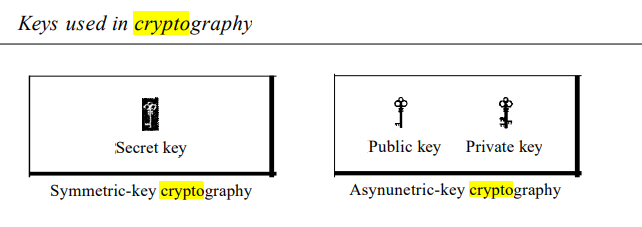 Keys used in cryptography
Secret key
Public key Private key
Symmetric-key cryptography
Asynunetric-key cryptography